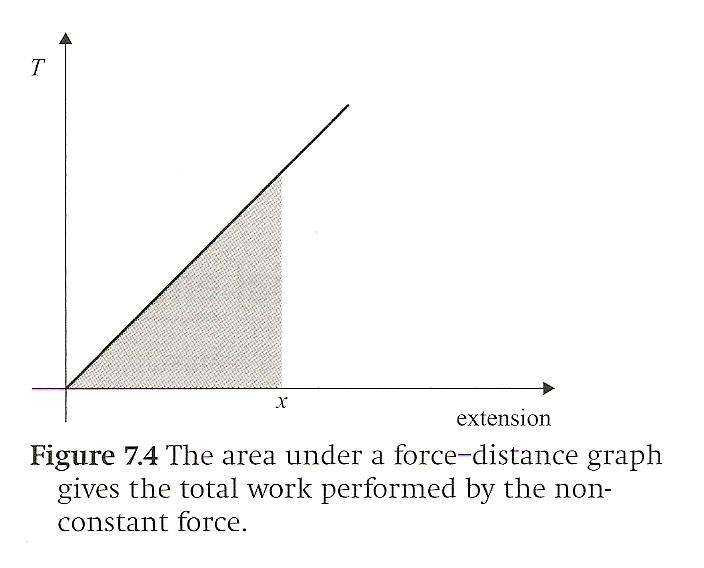 T
x
extension
Figure 7.4 The area under a force–distance graph
gives the total work performed by the non-
constant force.